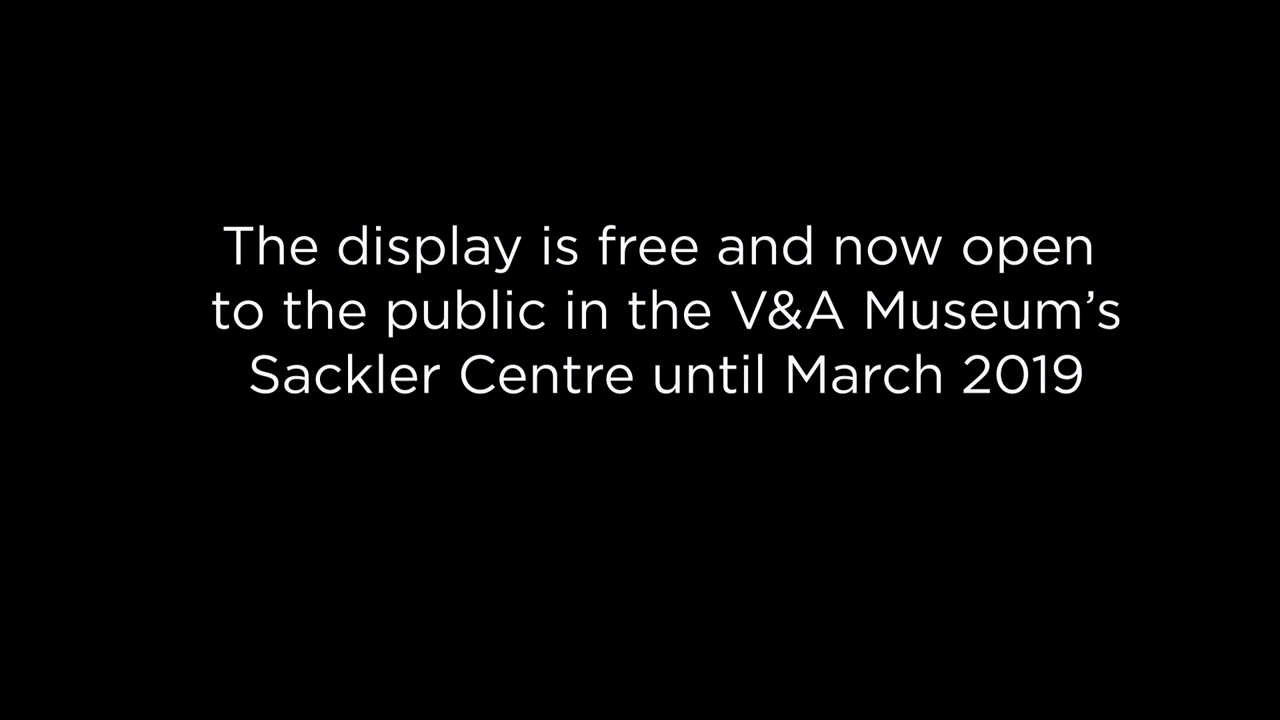 The display is free and now open
to the public in the V&A Museum’s
Sackler Centre until March 2019